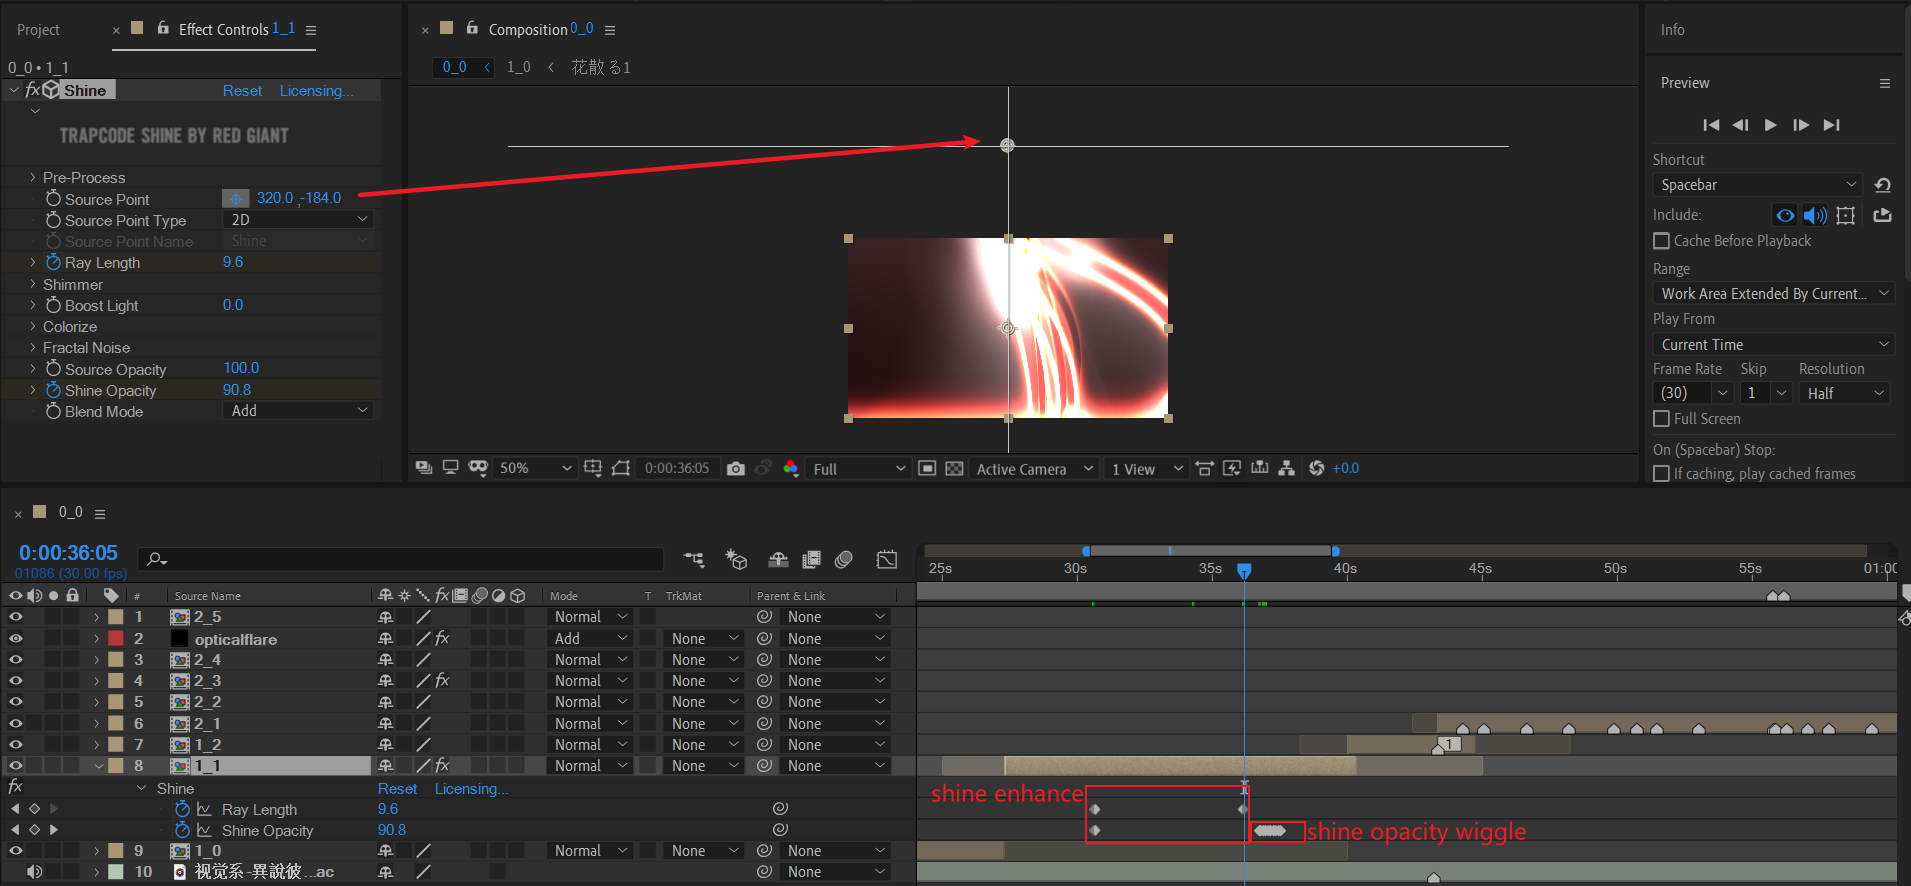 Project
× Effect Controls 1_1
× Composition 0_0
Info
0_0 • 1_1
0_0 < 1_0 < 花散る1
fx Shine Reset Licensing...
TRAPCODE SHINE BY RED GIANT
Pre-Process
Source Point 320.0 ,-184.0
Source Point Type 2D
Source Point Name Shine
Ray Length 9.6
Shimmer
Boost Light 0.0
Colorize
Fractal Noise
Source Opacity 100.0
Shine Opacity 90.8
Blend Mode Add
50% 0:00:36:05 Full Active Camera 1 View +0.0
Preview
Shortcut
Spacebar
Include:
Cache Before Playback
Range
Work Area Extended By Current...
Play From
Current Time
Frame Rate Skip Resolution
(30) 1 Half
Full Screen
On (Spacebar) Stop:
If caching, play cached frames
× 0_0
0:00:36:05
01086 (30.00 fps)
25s 30s 35s 40s 45s 50s 55s 01:00
# Source Name fx Mode T TrkMat Parent & Link
1 2_5 Normal None
2 opticalflare fx Add None None
3 2_4 Normal None None
4 2_3 fx Normal None None
5 2_2 Normal None None
6 2_1 Normal None None
7 1_2 Normal None None
1
8 1_1 fx Normal None None
fx Shine Reset Licensing...
Ray Length 9.6
Shine Opacity 90.8
shine enhance
shine opacity wiggle
9 1_0 Normal None None
10 视觉系-異說彼 ...ac None